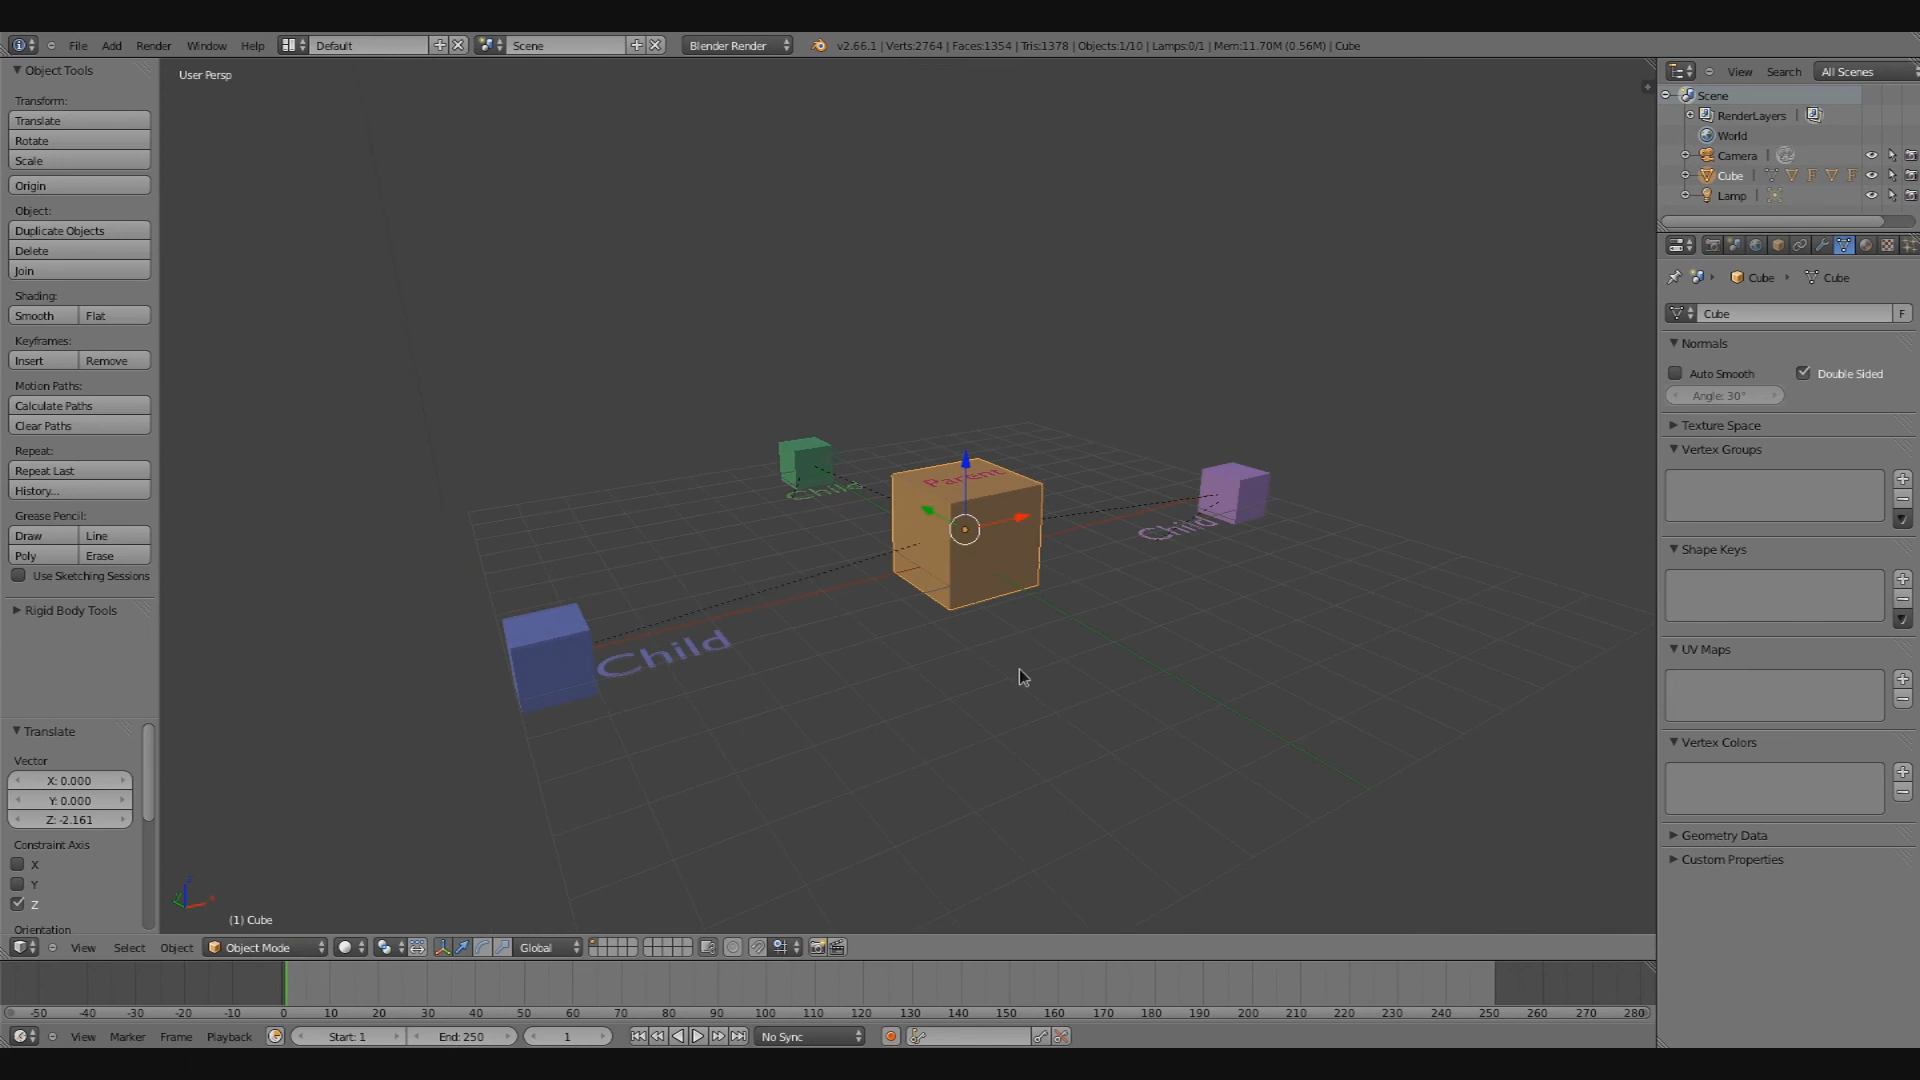 File Add Render Window Help Default Scene Blender Render v2.66.1 | Verts:2764 | Faces:1354 | Tris:1378 | Objects:1/10 | Lamps:0/1 | Mem:11.70M (0.56M) | Cube
Object Tools
Transform:
Translate
Rotate
Scale
Origin
Object:
Duplicate Objects
Delete
Join
Shading:
Smooth Flat
Keyframes:
Insert Remove
Motion Paths:
Calculate Paths
Clear Paths
Repeat:
Repeat Last
History...
Grease Pencil:
Draw Line
Poly Erase
Use Sketching Sessions
Rigid Body Tools
Translate
Vector
X: 0.000
Y: 0.000
Z: -2.161
Constraint Axis
X
Y
Z
Orientation
User Persp
Parent
Child
Child
Child
(1) Cube
View Search All Scenes
Scene
RenderLayers |
World
Camera |
Cube |
Lamp |
Cube Cube
Cube F
Normals
Auto Smooth Double Sided
Angle: 30°
Texture Space
Vertex Groups
Shape Keys
UV Maps
Vertex Colors
Geometry Data
Custom Properties
View Select Object Object Mode Global
-50 -40 -30 -20 -10 0 10 20 30 40 50 60 70 80 90 100 110 120 130 140 150 160 170 180 190 200 210 220 230 240 250 260 270 280
View Marker Frame Playback Start: 1 End: 250 1 No Sync